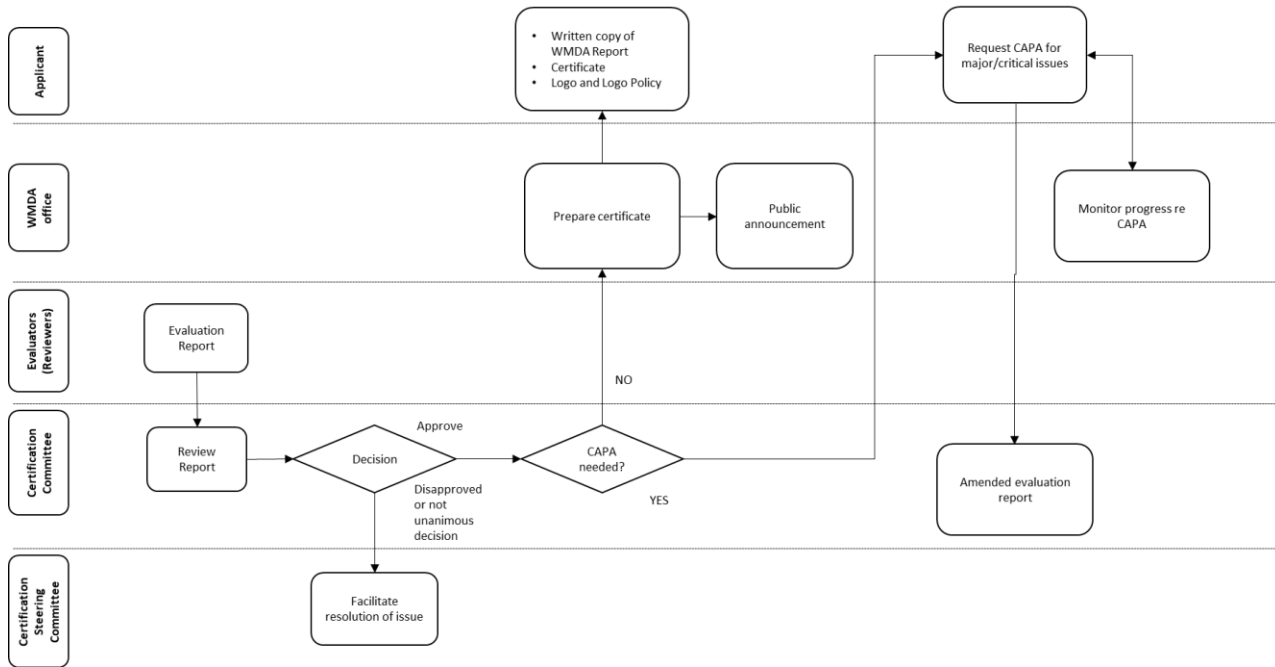 Applicant
• Written copy of
WMDA Report
• Certificate
• Logo and Logo Policy
Request CAPA for
major/critical issues
WMDA
office
Prepare certificate
Public
announcement
Monitor progress re
CAPA
Evaluators
(Reviewers)
Evaluation
Report
NO
Certification
Committee
Review
Report
Decision
Approve
Disapproved
or not
unanimous
decision
CAPA
needed?
YES
Amended evaluation
report
Certification
Steering
Committee
Facilitate
resolution of issue